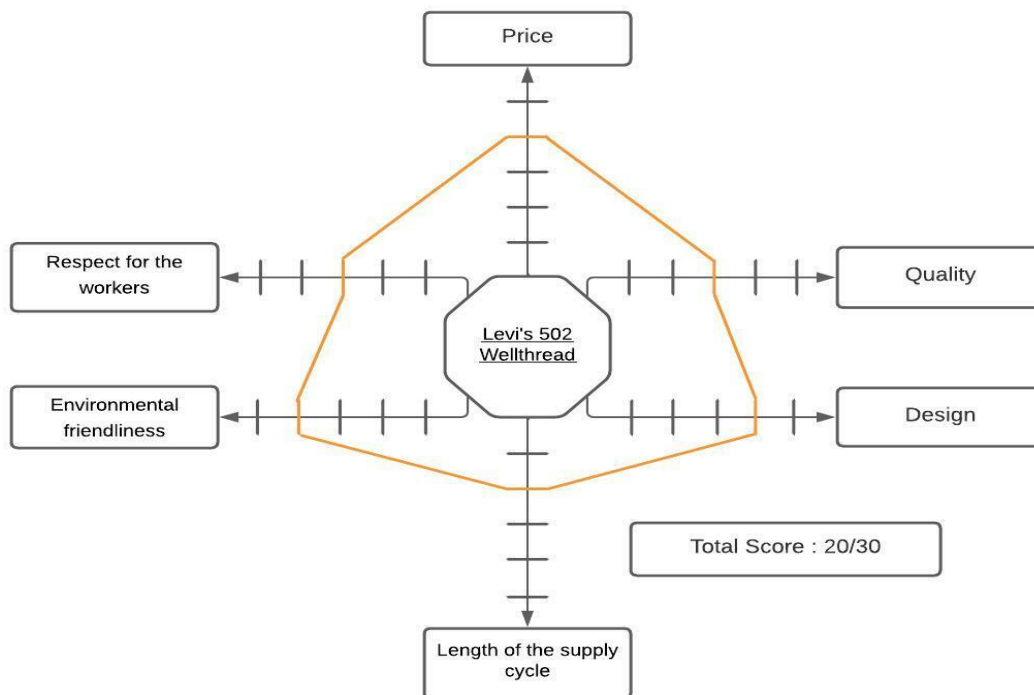 Price
Respect for the
workers
Quality
Levi's 502
Wellthread
Environmental
friendliness
Design
Total Score : 20/30
Length of the supply
cycle